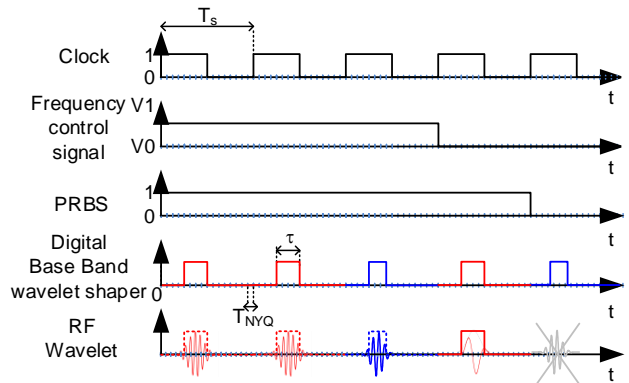 Ts
Clock
1
0
t
Frequency
control
signal
V1
V0
t
PRBS
1
0
t
Digital
Base Band
wavelet shaper
0
τ
TNYQ
t
RF
Wavelet
t